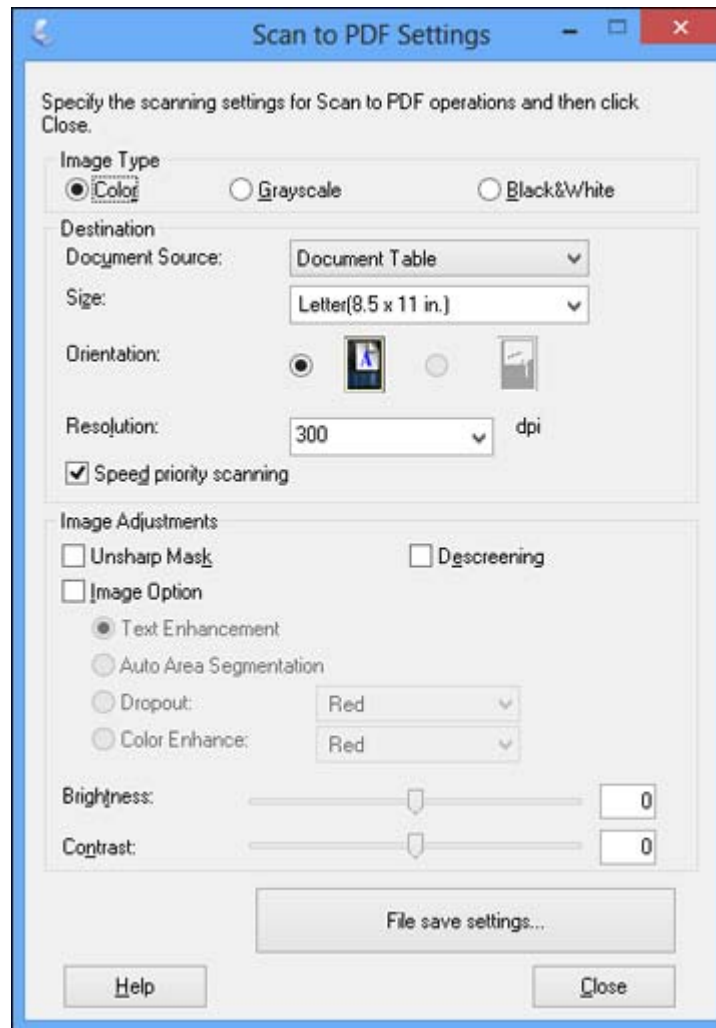 Scan to PDF Settings
Specify the scanning settings for Scan to PDF operations and then click
Close.
Image Type
Color Grayscale Black&White
Destination
Document Source: Document Table
Size: Letter(8.5 x 11 in.)
Orientation:
Resolution: 300 dpi
Speed priority scanning
Image Adjustments
Unsharp Mask Descreening
Image Option
Text Enhancement
Auto Area Segmentation
Dropout: Red
Color Enhance: Red
Brightness: 0
Contrast: 0
File save settings...
Help Close